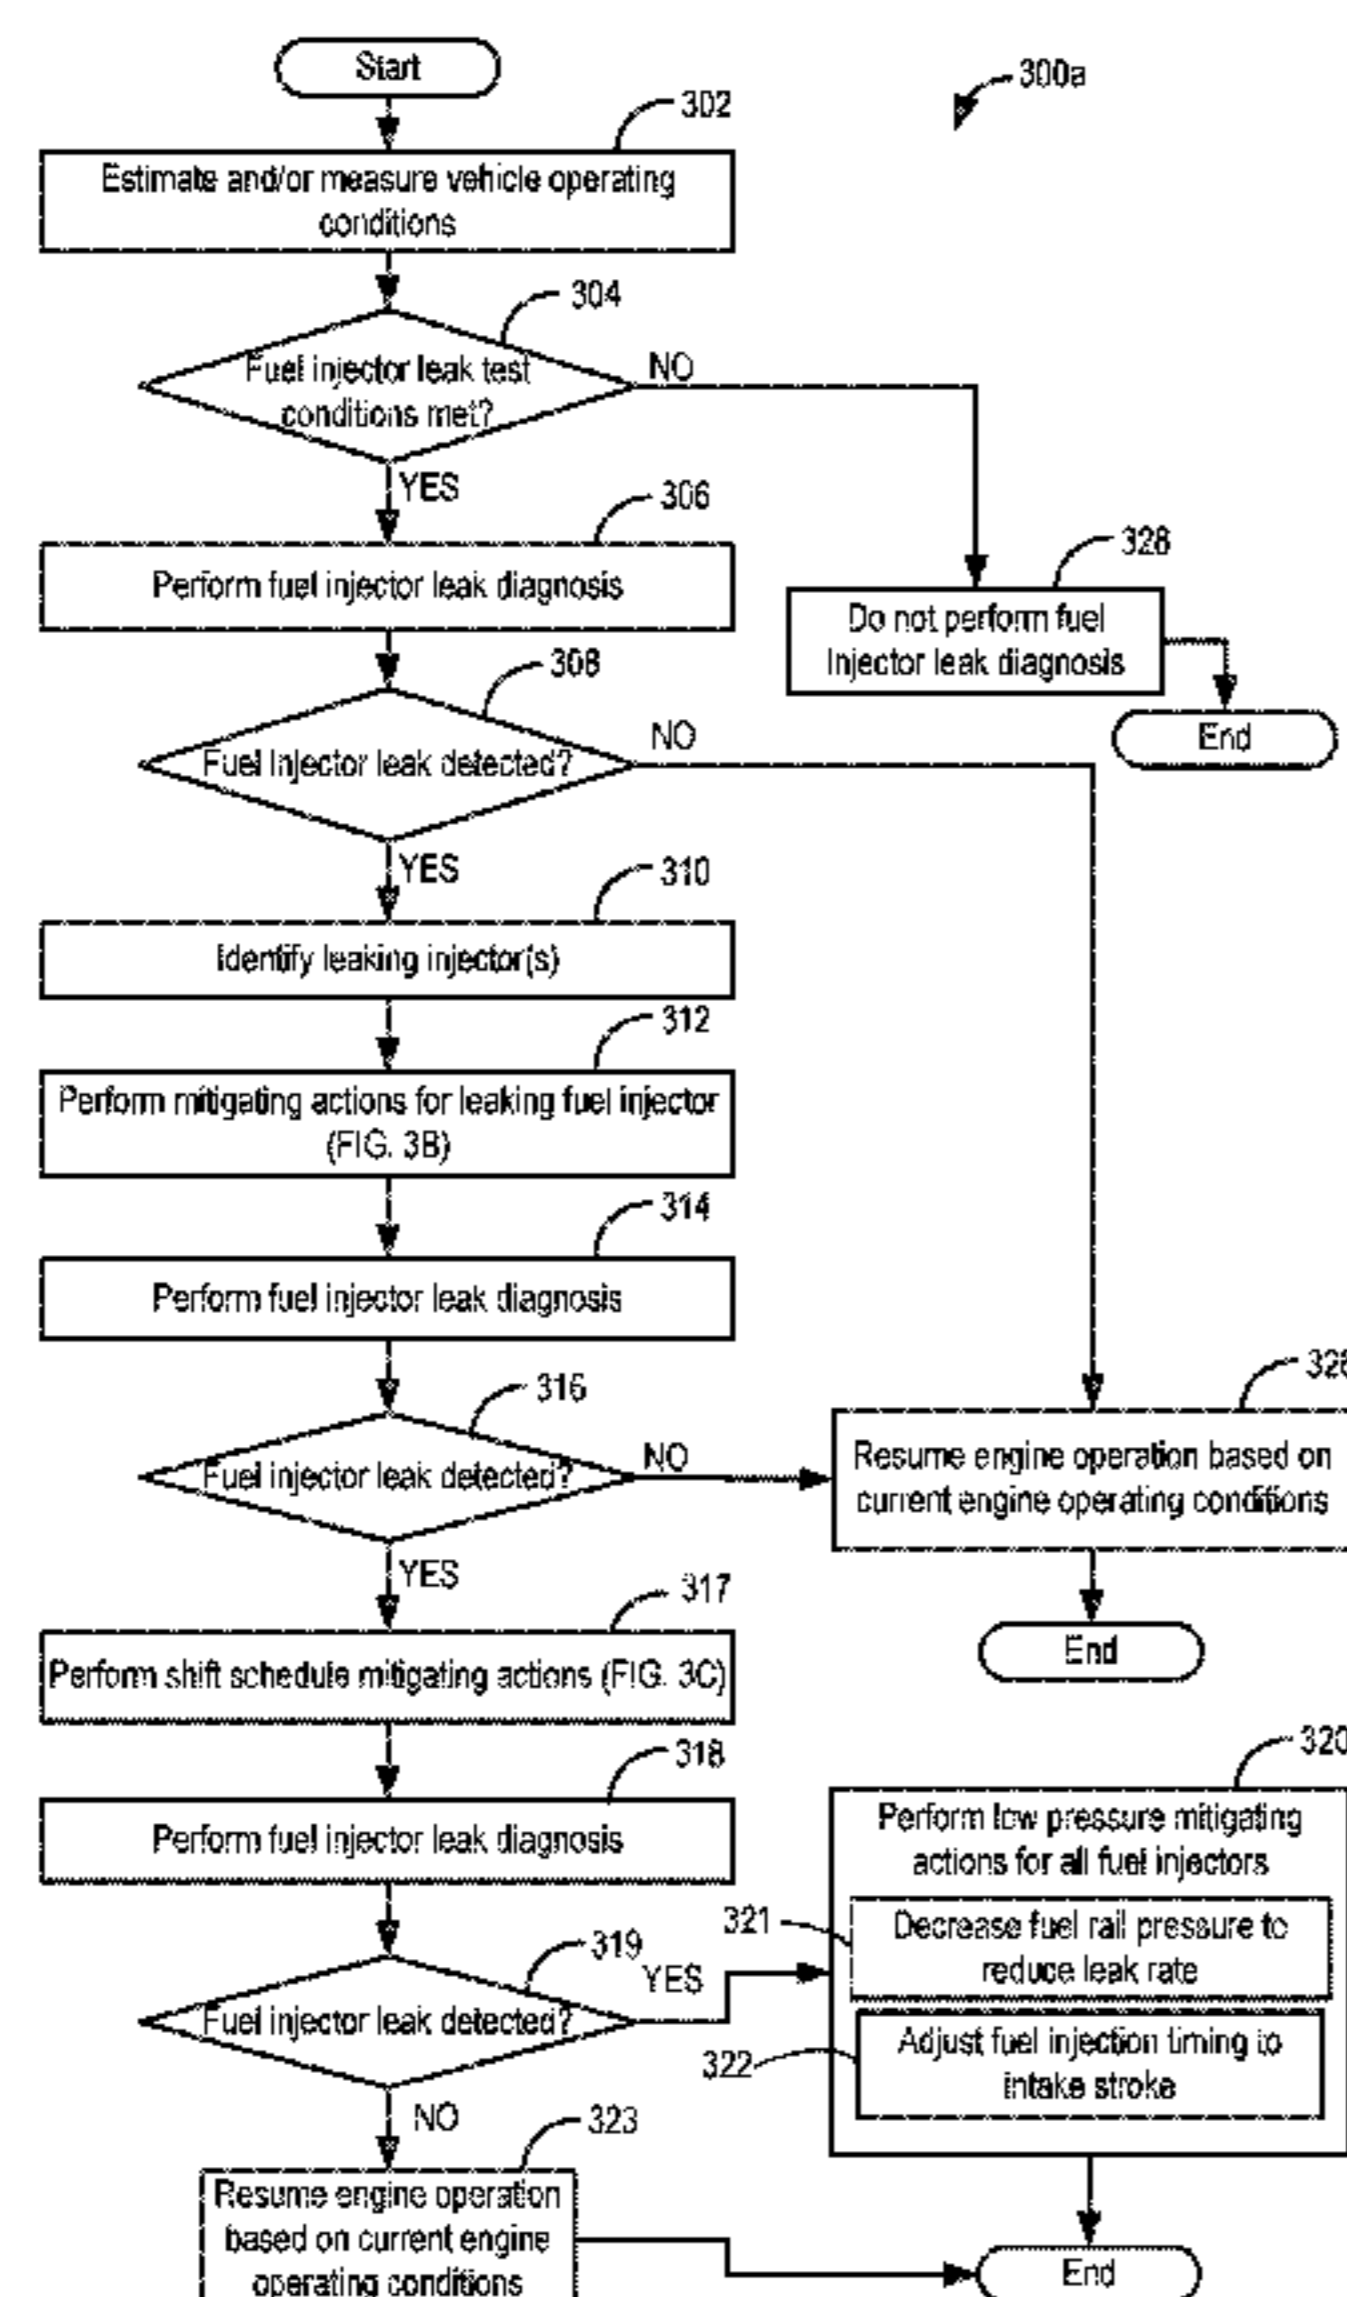 Start
300a
302
Estimate and/or measure vehicle operating
conditions
304
Fuel injector leak test
conditions met?
NO
YES
306
Perform fuel injector leak diagnosis
328
Do not perform fuel
Injector leak diagnosis
End
308
Fuel Injector leak detected?
NO
YES
310
Identify leaking injector(s)
312
Perform mitigating actions for leaking fuel injector
(FIG. 3B)
314
Perform fuel injector leak diagnosis
316
Fuel injector leak detected?
NO
YES
326
Resume engine operation based on
current engine operating conditions
End
317
Perform shift schedule mitigating actions (FIG. 3C)
318
Perform fuel injector leak diagnosis
319
Fuel injector leak detected?
YES
NO
320
Perform low pressure mitigating
actions for all fuel injectors
321
Decrease fuel rail pressure to
reduce leak rate
322
Adjust fuel injection timing to
intake stroke
323
Resume engine operation
based on current engine
operating conditions
End